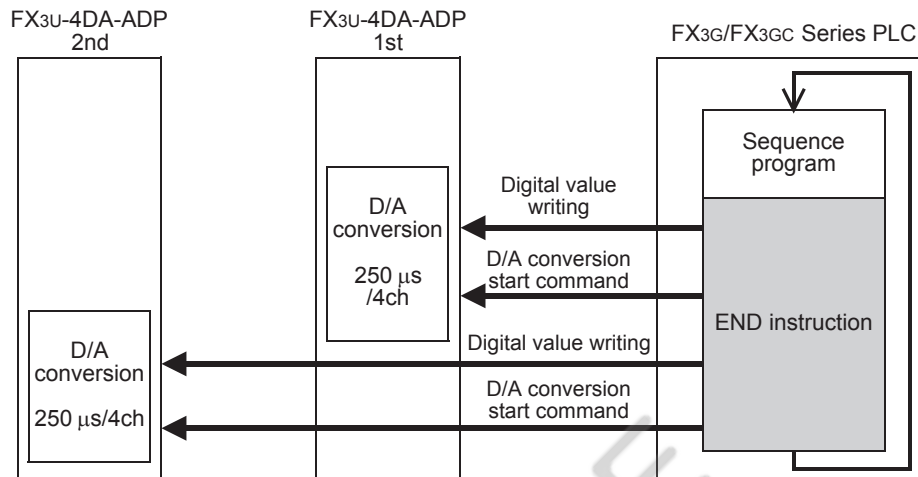 FX3U-4DA-ADP
2nd
FX3U-4DA-ADP
1st
FX3G/FX3GC Series PLC
Sequence
program
Digital value
writing
D/A
conversion
250 μs
/4ch
D/A conversion
start command
END instruction
Digital value writing
D/A
conversion
250 μs/4ch
D/A conversion
start command